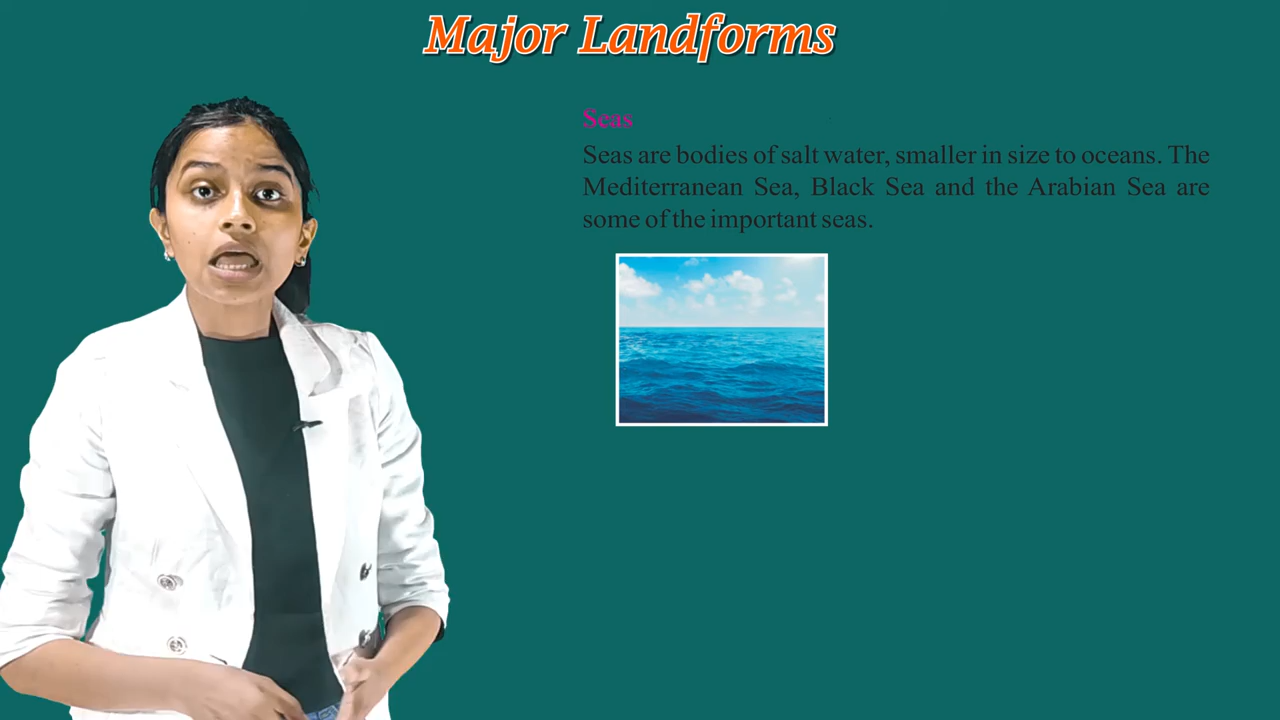 Major Landforms
Seas
Seas are bodies of salt water, smaller in size to oceans. The
Mediterranean Sea, Black Sea and the Arabian Sea are
some of the important seas.